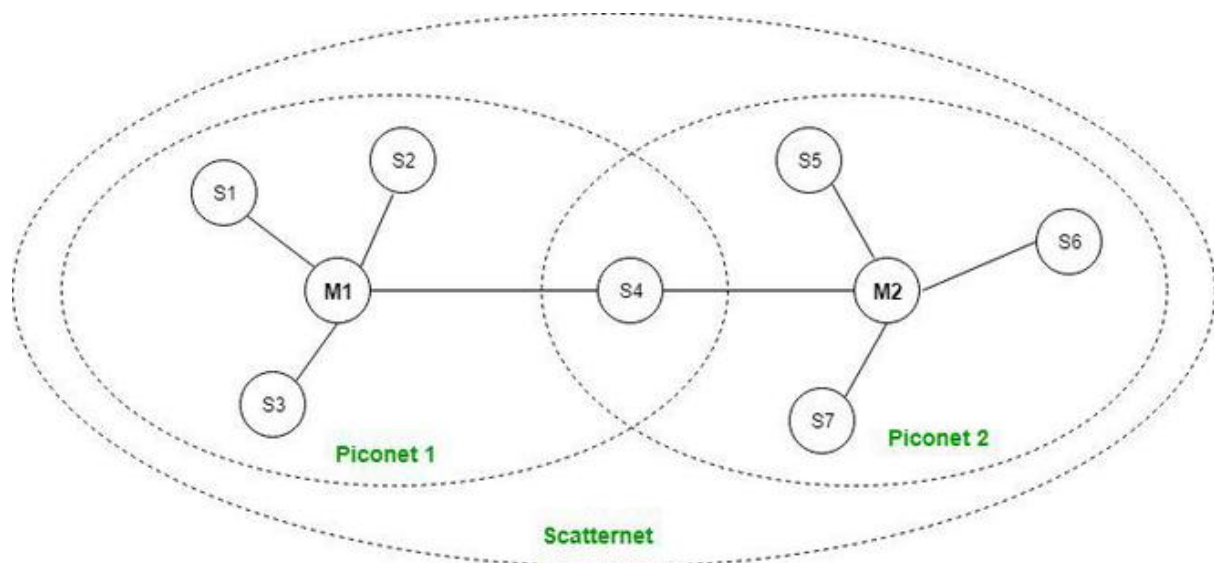 S2
S5
S1
S6
M1
S4
M2
S3
S7
Piconet 1
Piconet 2
Scatternet